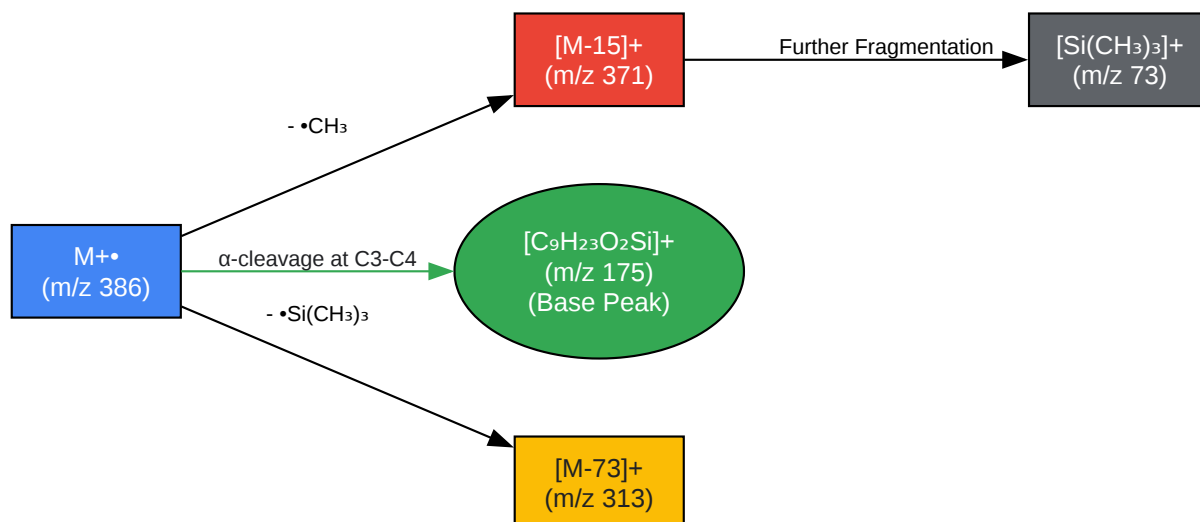 [M-15]+
(m/z 371)
Further Fragmentation
[Si(CH₃)₃]+
(m/z 73)
- •CH₃
M+•
(m/z 386)
α-cleavage at C3-C4
[C₉H₂₃O₂Si]+
(m/z 175)
(Base Peak)
- •Si(CH₃)₃
[M-73]+
(m/z 313)